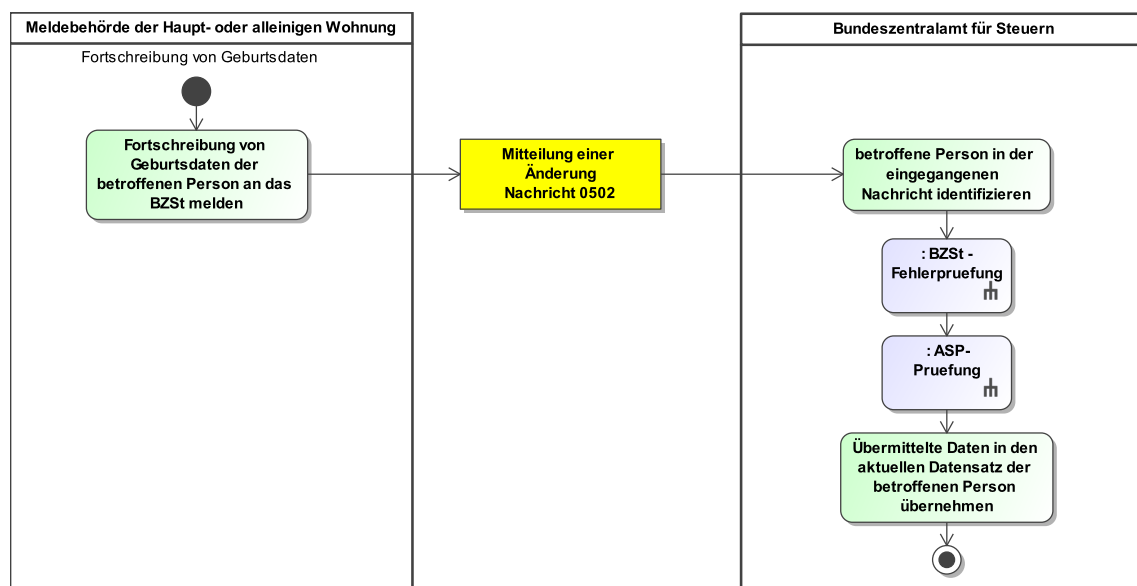 Meldebehörde der Haupt- oder alleinigen Wohnung
Fortschreibung von Geburtsdaten
Fortschreibung von
Geburtsdaten der
betroffenen Person an das
BZSt melden
Mitteilung einer
Änderung
Nachricht 0502
Bundeszentralamt für Steuern
betroffene Person in der
eingegangenen
Nachricht identifizieren
: BZSt -
Fehlerpruefung
: ASP-
Pruefung
Übermittelte Daten in den
aktuellen Datensatz der
betroffenen Person
übernehmen